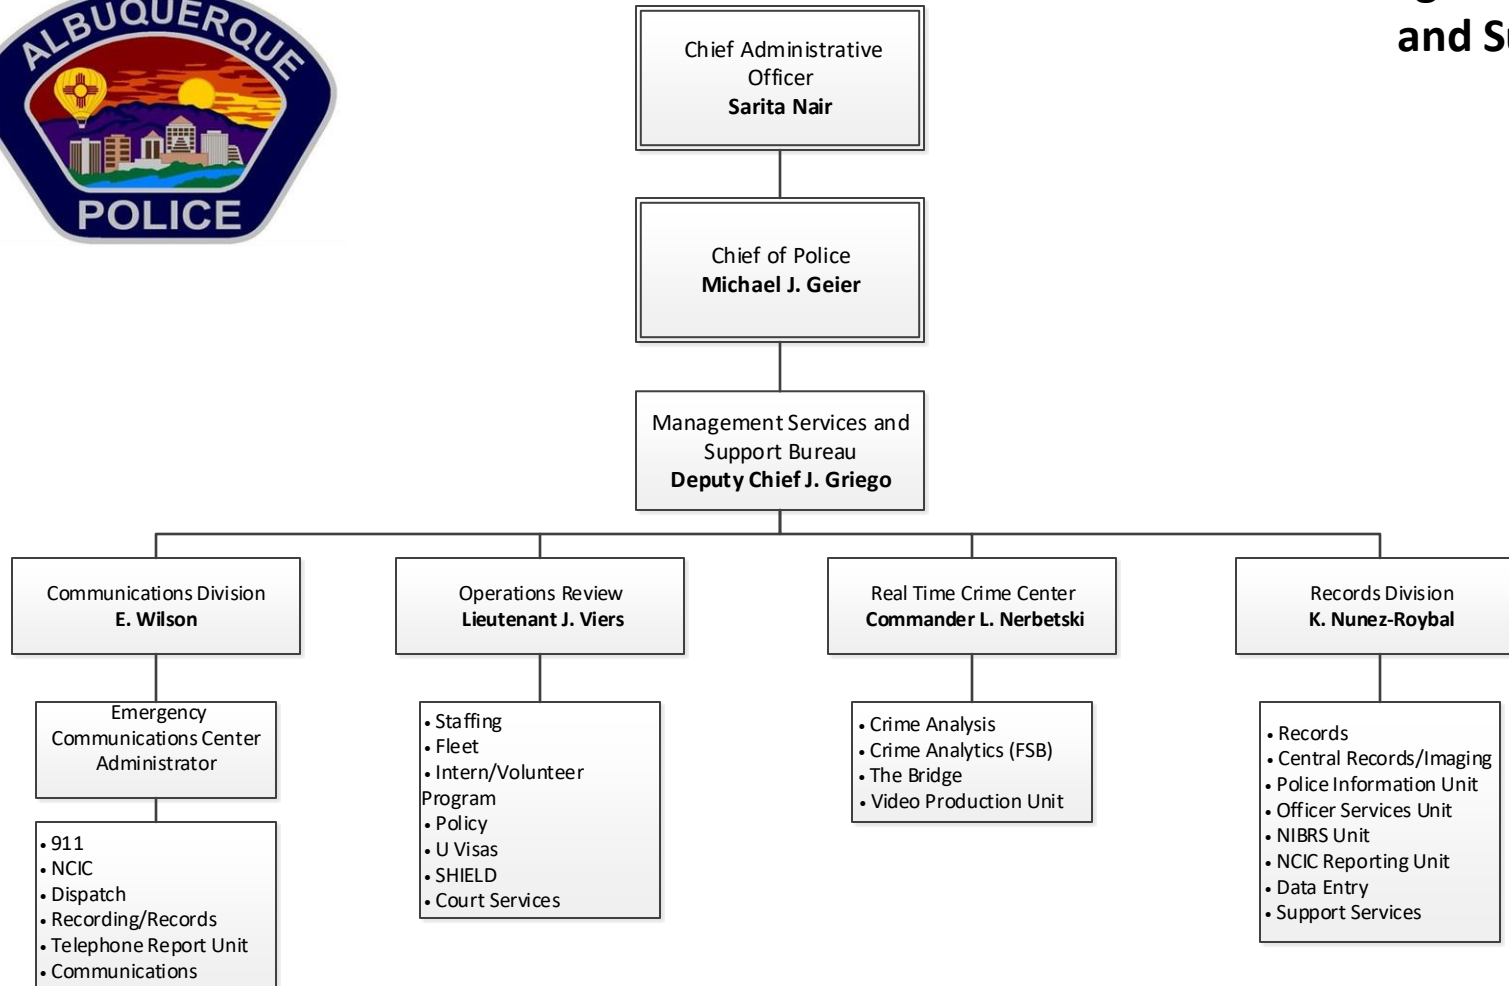 ALBUQUERQUE
POLICE
and Su
Chief Administrative
Officer
Sarita Nair
Chief of Police
Michael J. Geier
Management Services and
Support Bureau
Deputy Chief J. Griego
Communications Division
E. Wilson
Operations Review
Lieutenant J. Viers
Real Time Crime Center
Commander L. Nerbetski
Records Division
K. Nunez-Roybal
Emergency
Communications Center
Administrator
• 911
• NCIC
• Dispatch
• Recording/Records
• Telephone Report Unit
• Communications
• Staffing
• Fleet
• Intern/Volunteer
Program
• Policy
• U Visas
• SHIELD
• Court Services
• Crime Analysis
• Crime Analytics (FSB)
• The Bridge
• Video Production Unit
• Records
• Central Records/Imaging
• Police Information Unit
• Officer Services Unit
• NIBRS Unit
• NCIC Reporting Unit
• Data Entry
• Support Services